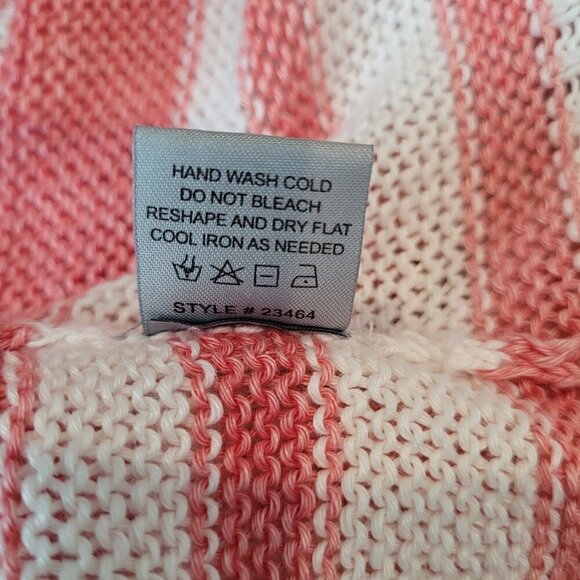 HAND WASH COLD
DO NOT BLEACH
RESHAPE AND DRY FLAT
COOL IRON AS NEEDED
STYLE # 23464